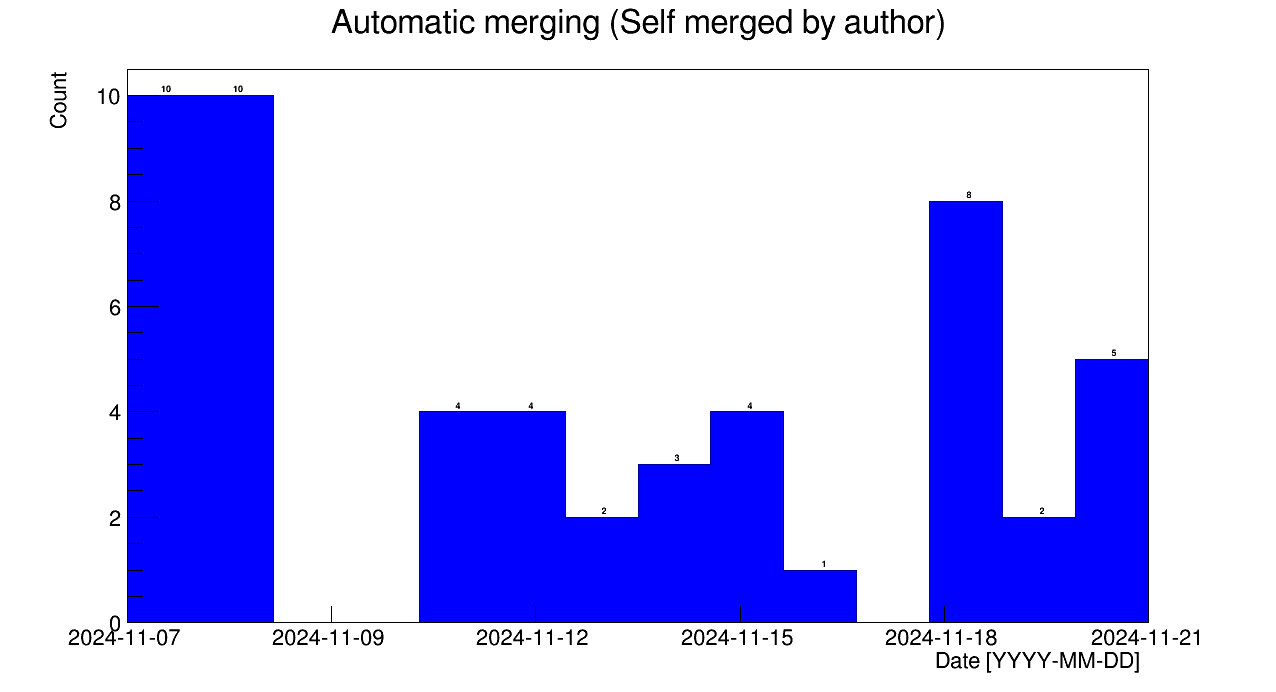 Automatic merging (Self merged by author)
Count
10
8
6
4
2
0
10 10 4 4 2 3 4 1 8 2 5
2024-11-07 2024-11-09 2024-11-12 2024-11-15 2024-11-18 2024-11-21
Date [YYYY-MM-DD]